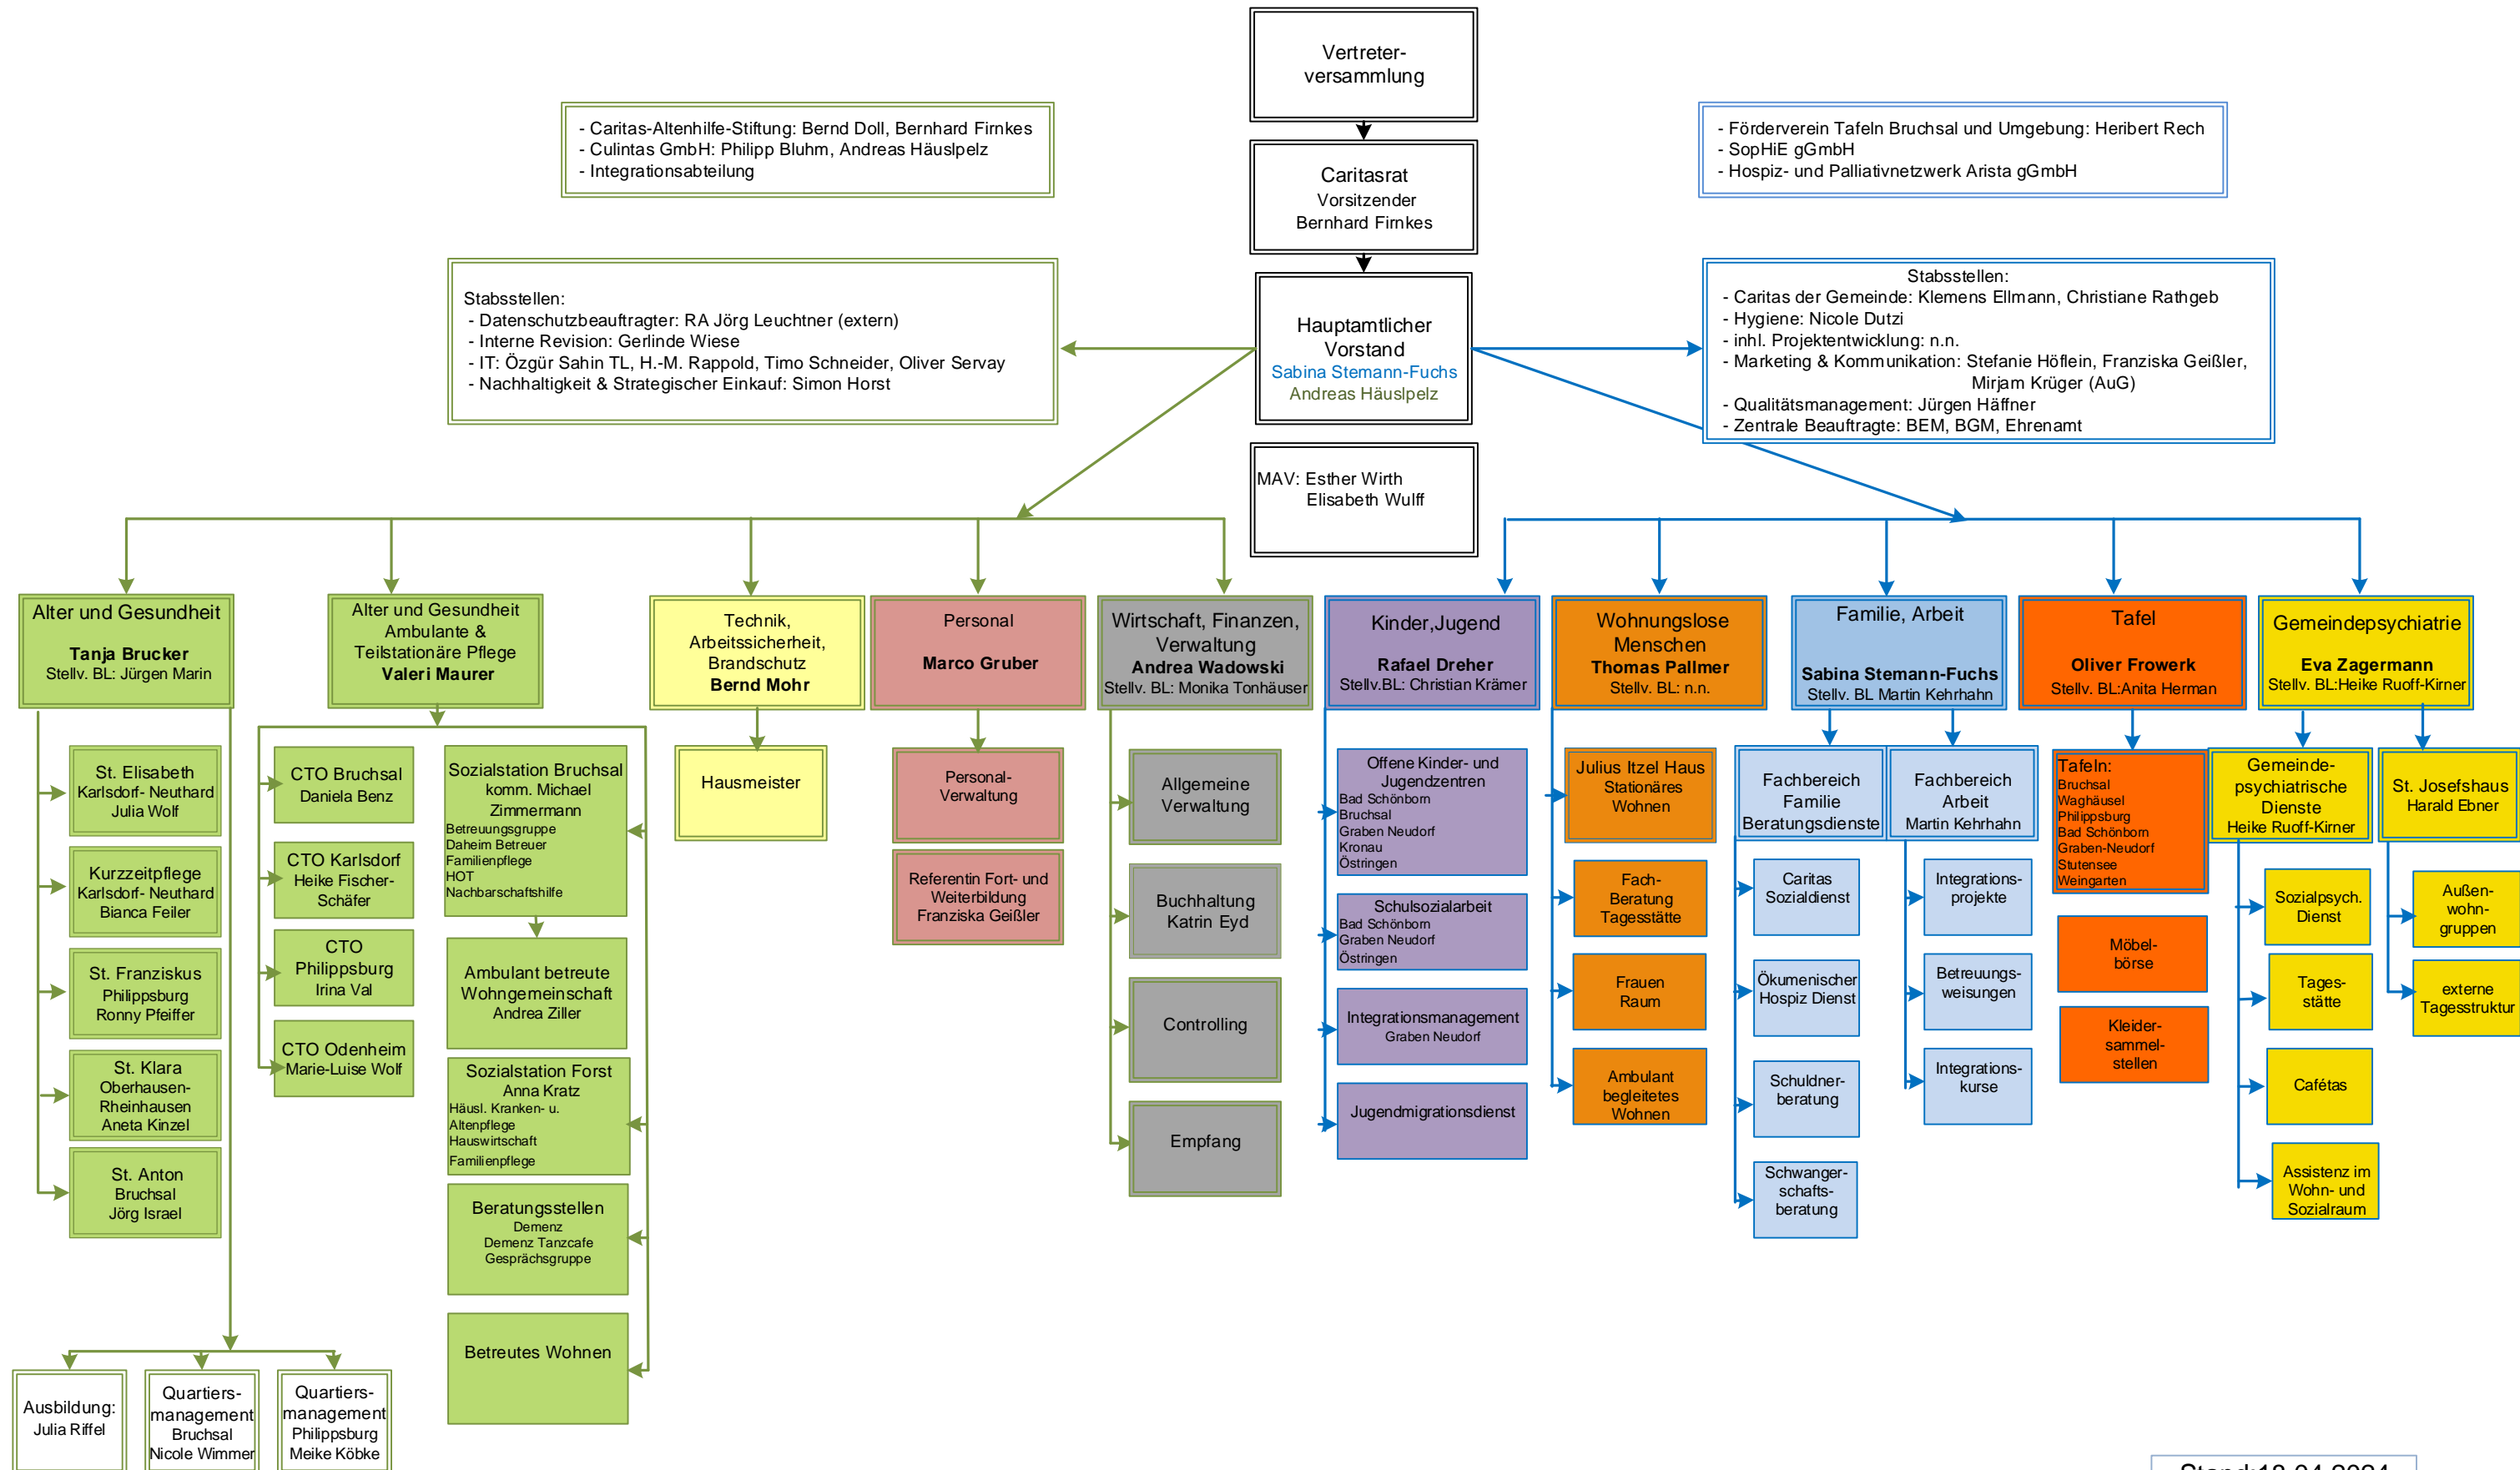 Vertreter-
versammlung
- Caritas-Altenhilfe-Stiftung: Bernd Doll, Bernhard Firnkes
- Culintas GmbH: Philipp Bluhm, Andreas Häuslpelz
- Integrationsabteilung
- Förderverein Tafeln Bruchsal und Umgebung: Heribert Rech
- SopHiE gGmbH
- Hospiz- und Palliativnetzwerk Arista gGmbH
Caritasrat
Vorsitzender
Bernhard Firnkes
Stabsstellen:
- Datenschutzbeauftragter: RA Jörg Leuchtner (extern)
- Interne Revision: Gerlinde Wiese
- IT: Özgür Sahin TL, H.-M. Rappold, Timo Schneider, Oliver Servay
- Nachhaltigkeit & Strategischer Einkauf: Simon Horst
Hauptamtlicher
Vorstand
Sabina Stemann-Fuchs
Andreas Häuslpelz
Stabsstellen:
- Caritas der Gemeinde: Klemens Ellmann, Christiane Rathgeb
- Hygiene: Nicole Dutzi
- inhl. Projektentwicklung: n.n.
- Marketing & Kommunikation: Stefanie Höflein, Franziska Geißler,
Mirjam Krüger (AuG)
- Qualitätsmanagement: Jürgen Häffner
- Zentrale Beauftragte: BEM, BGM, Ehrenamt
MAV: Esther Wirth
Elisabeth Wulff
Alter und Gesundheit
Tanja Brucker
Stellv. BL: Jürgen Marin
Alter und Gesundheit
Ambulante &
Teilstationäre Pflege
Valeri Maurer
Technik,
Arbeitssicherheit,
Brandschutz
Bernd Mohr
Personal
Marco Gruber
Wirtschaft, Finanzen,
Verwaltung
Andrea Wadowski
Stellv. BL: Monika Tonhäuser
Kinder,Jugend
Rafael Dreher
Stellv.BL: Christian Krämer
Wohnungslose
Menschen
Thomas Pallmer
Stellv. BL: n.n.
Familie, Arbeit
Sabina Stemann-Fuchs
Stellv. BL Martin Kehrhahn
Tafel
Oliver Frowerk
Stellv. BL:Anita Herman
Gemeindepsychiatrie
Eva Zagermann
Stellv. BL:Heike Ruoff-Kirner
St. Elisabeth
Karlsdorf- Neuthard
Julia Wolf
Kurzzeitpflege
Karlsdorf- Neuthard
Bianca Feiler
St. Franziskus
Philippsburg
Ronny Pfeiffer
St. Klara
Oberhausen-
Rheinhausen
Aneta Kinzel
St. Anton
Bruchsal
Jörg Israel
Ausbildung:
Julia Riffel
Quartiers-
management
Bruchsal
Nicole Wimmer
Quartiers-
management
Philippsburg
Meike Köbke
CTO Bruchsal
Daniela Benz
CTO Karlsdorf
Heike Fischer-
Schäfer
CTO
Philippsburg
Irina Val
CTO Odenheim
Marie-Luise Wolf
Sozialstation Bruchsal
komm. Michael
Zimmermann
Betreuungsgruppe
Daheim Betreuer
Familienpflege
HOT
Nachbarschaftshilfe
Ambulant betreute
Wohngemeinschaft
Andrea Ziller
Sozialstation Forst
Anna Kratz
Häusl. Kranken- u.
Altenpflege
Hauswirtschaft
Familienpflege
Beratungsstellen
Demenz
Demenz Tanzcafe
Gesprächsgruppe
Betreutes Wohnen
Hausmeister
Personal-
Verwaltung
Referentin Fort- und
Weiterbildung
Franziska Geißler
Allgemeine
Verwaltung
Buchhaltung
Katrin Eyd
Controlling
Empfang
Offene Kinder- und
Jugendzentren
Bad Schönborn
Bruchsal
Graben Neudorf
Kronau
Östringen
Schulsozialarbeit
Bad Schönborn
Graben Neudorf
Östringen
Integrationsmanagement
Graben Neudorf
Jugendmigrationsdienst
Julius Itzel Haus
Stationäres
Wohnen
Fach-
Beratung
Tagesstätte
Frauen
Raum
Ambulant
begleitetes
Wohnen
Fachbereich
Familie
Beratungsdienste
Caritas
Sozialdienst
Ökumenischer
Hospiz Dienst
Schuldner-
beratung
Schwanger-
schafts-
beratung
Fachbereich
Arbeit
Martin Kehrhahn
Integrations-
projekte
Betreuungs-
weisungen
Integrations-
kurse
Tafeln:
Bruchsal
Waghäusel
Philippsburg
Bad Schönborn
Graben-Neudorf
Stutensee
Weingarten
Möbel-
börse
Kleider-
sammel-
stellen
Gemeinde-
psychiatrische
Dienste
Heike Ruoff-Kirner
Sozialpsych.
Dienst
Tages-
stätte
Cafétas
Assistenz im
Wohn- und
Sozialraum
St. Josefshaus
Harald Ebner
Außen-
wohn-
gruppen
externe
Tagesstruktur
Stand:18.04.2024